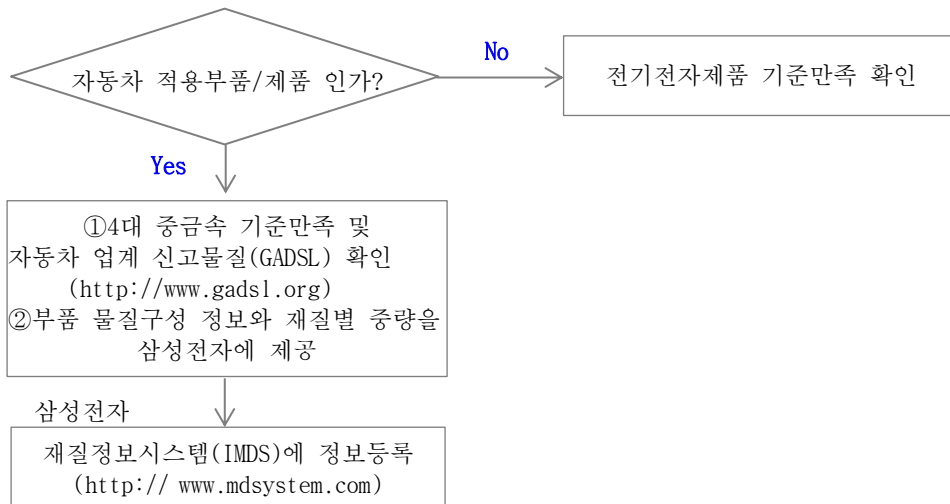 자동차 적용부품/제품 인가?
No
전기전자제품 기준만족 확인
Yes
①4대 중금속 기준만족 및
자동차 업계 신고물질(GADSL) 확인
(http://www.gadsl.org)
②부품 물질구성 정보와 재질별 중량을
삼성전자에 제공
삼성전자
재질정보시스템(IMDS)에 정보등록
(http:// www.mdsystem.com)